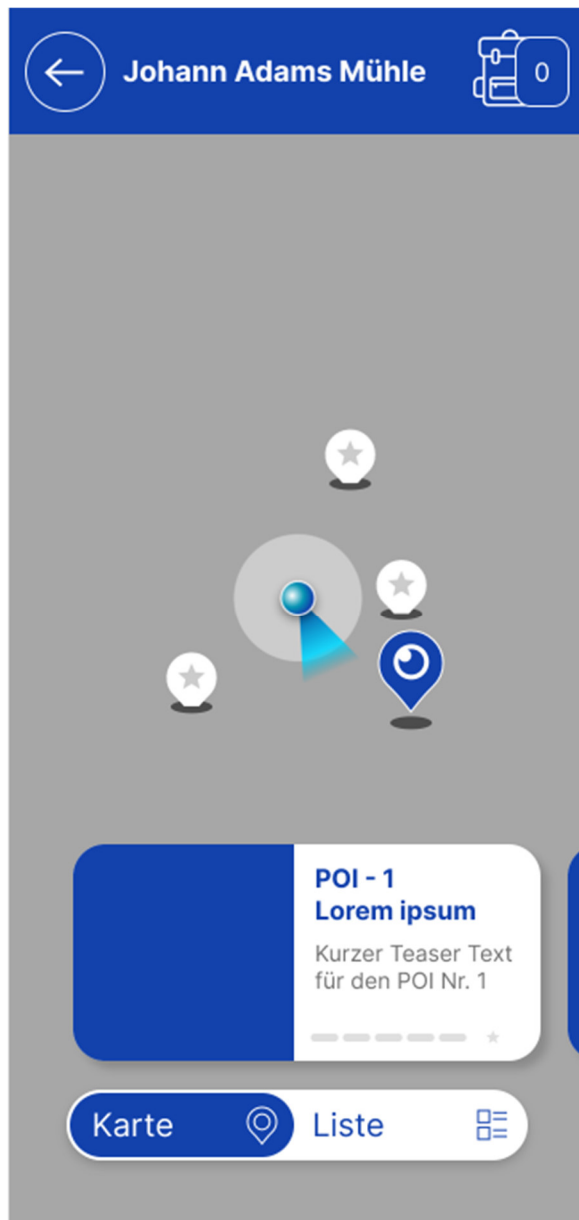 Johann Adams Mühle
0
POI - 1
Lorem ipsum
Kurzer Teaser Text
für den POI Nr. 1
Karte
Liste